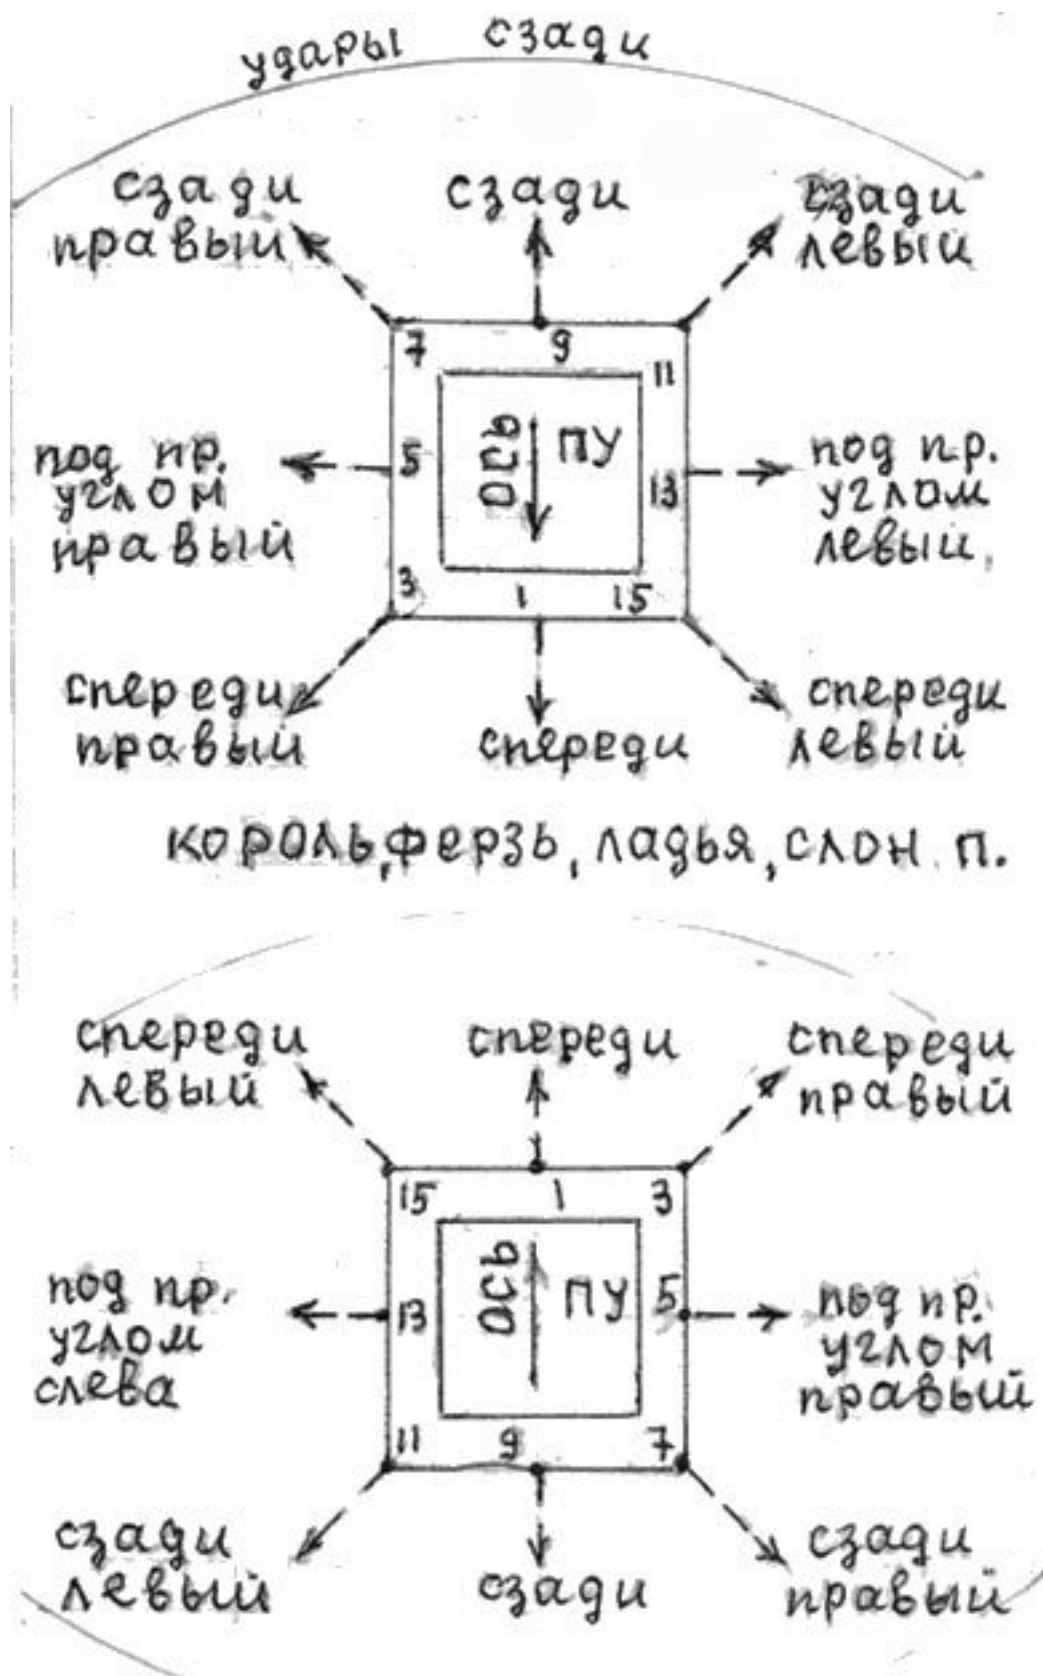 удары сзади
сзади
правый
сзади
сзади
левый
7
9
11
под пр.
углом
правый
5
ОСЬ
ПУ
13
под пр.
углом
левый.
3
1
15
спереди
правый
спереди
спереди
левый
король, ферзь, ладья, слон п.
спереди
левый
спереди
спереди
правый
15
1
3
под пр.
углом
слева
13
ОСЬ
ПУ
5
под пр.
углом
правый
11
9
7
сзади
левый
сзади
сзади
правый